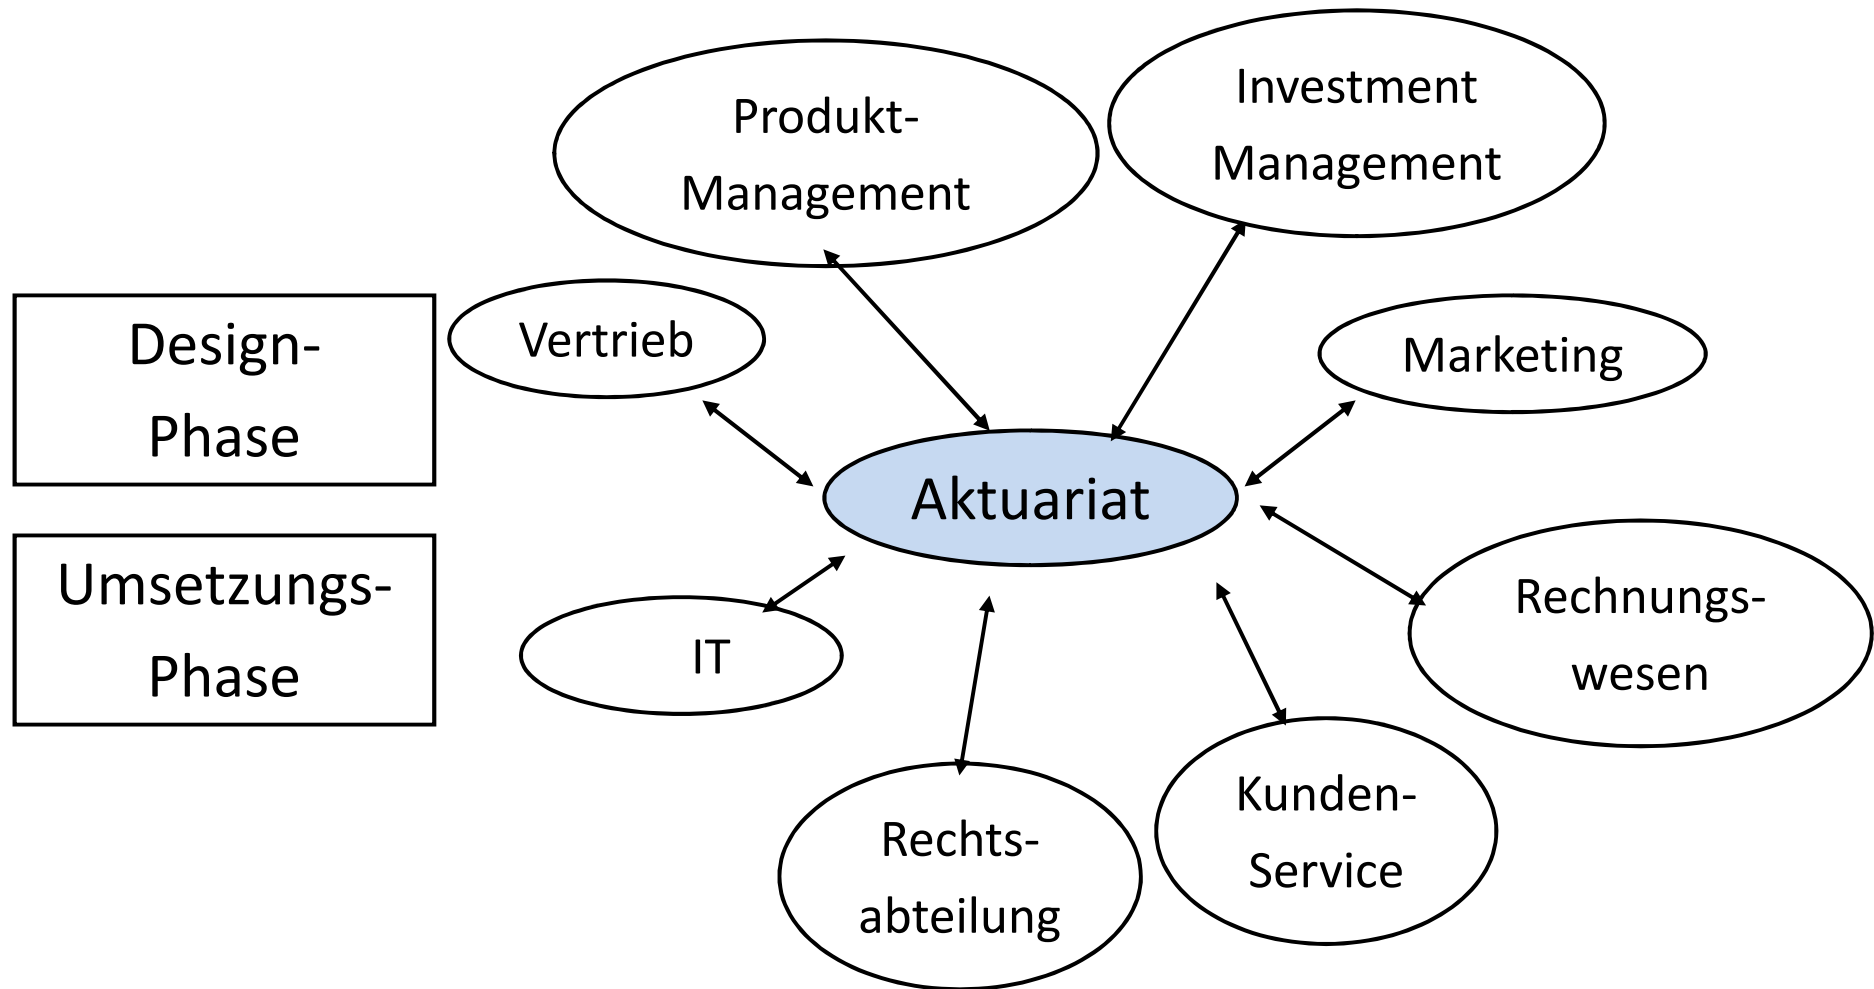 Produkt-
Management
Investment
Management
Design-
Phase
Vertrieb
Marketing
Aktuariat
Umsetzungs-
Phase
IT
Rechnungs-
wesen
Rechts-
abteilung
Kunden-
Service